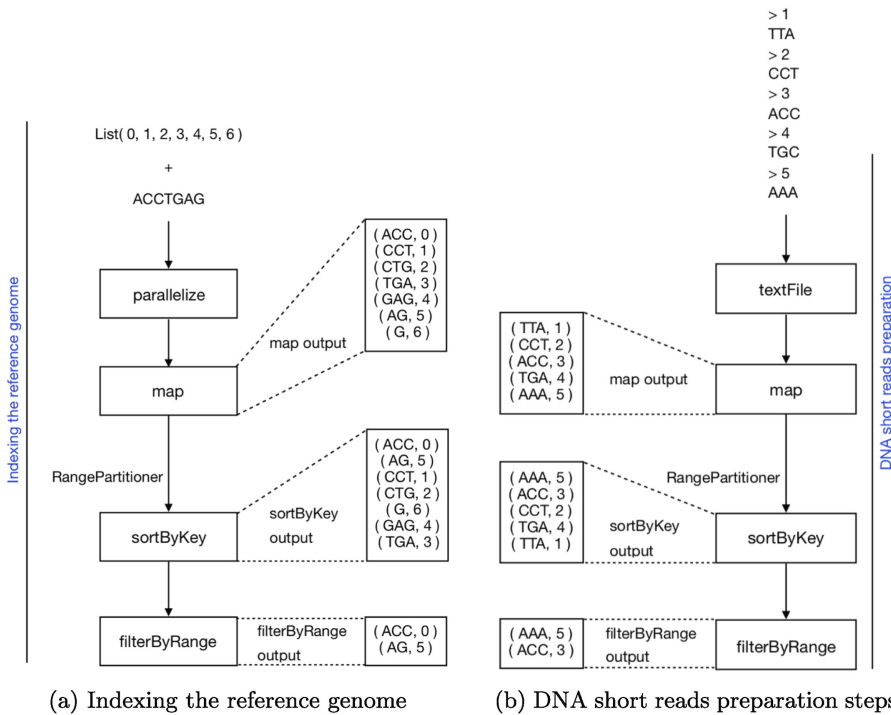 Indexing the reference genome
List( 0, 1, 2, 3, 4, 5, 6 )
+
ACCTGAG
parallelize
map
map output
( ACC, 0 )
( CCT, 1 )
( CTG, 2 )
( TGA, 3 )
( GAG, 4 )
( AG, 5 )
( G, 6 )
RangePartitioner
sortByKey
sortByKey
output
( ACC, 0 )
( AG, 5 )
( CCT, 1 )
( CTG, 2 )
( G, 6 )
( GAG, 4 )
( TGA, 3 )
filterByRange
filterByRange
output
( ACC, 0 )
( AG, 5 )
(a) Indexing the reference genome
> 1
TTA
> 2
CCT
> 3
ACC
> 4
TGC
> 5
AAA
textFile
map
map output
( TTA, 1 )
( CCT, 2 )
( ACC, 3 )
( TGA, 4 )
( AAA, 5 )
RangePartitioner
sortByKey
sortByKey
output
( AAA, 5 )
( ACC, 3 )
( CCT, 2 )
( TGA, 4 )
( TTA, 1 )
filterByRange
filterByRange
output
( AAA, 5 )
( ACC, 3 )
DNA short reads preparation
(b) DNA short reads preparation steps